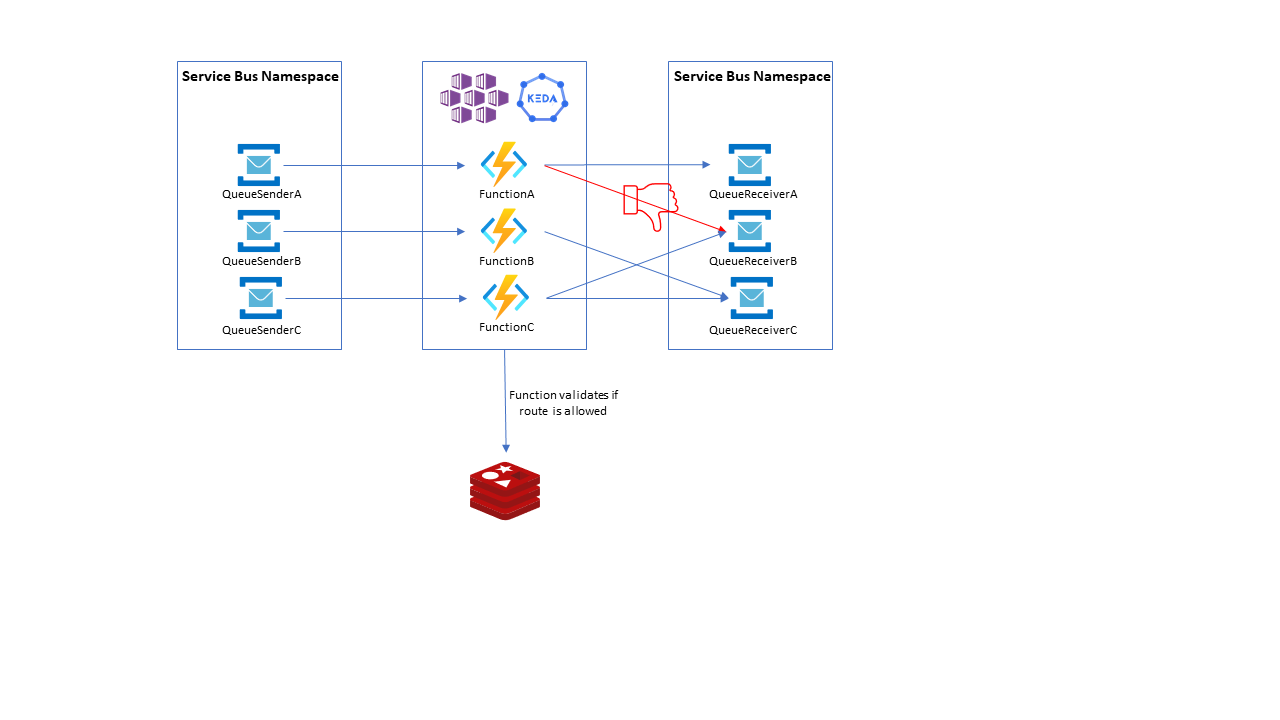 Service Bus Namespace
KEDA
Service Bus Namespace
QueueSenderA
FunctionA
QueueReceiverA
QueueSenderB
FunctionB
QueueReceiverB
QueueSenderC
FunctionC
QueueReceiverC
Function validates if
route is allowed